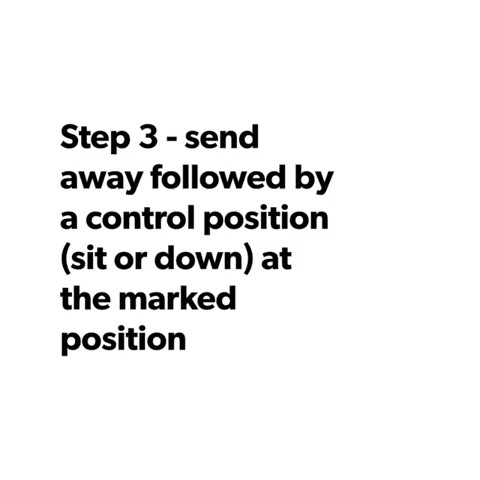 Step 3 - send
away followed by
a control position
(sit or down) at
the marked
position